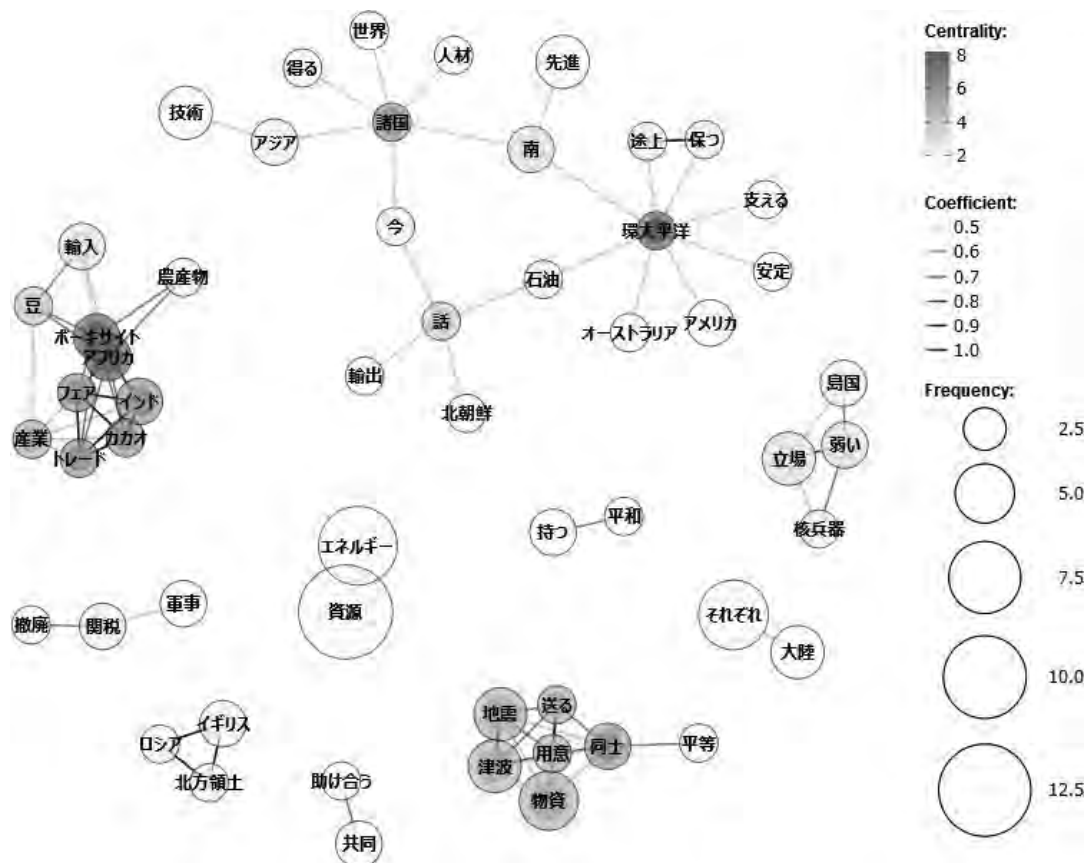 世界
人材
得る
先進
技術
諸国
アジア
南
途上
保つ
支える
今
環太平洋
輸入
農産物
石油
安定
豆
話
オーストラリア
アメリカ
ボーキサイト
アフリカ
輸出
北朝鮮
島国
フェア
インド
産業
カカオ
トレード
立場
弱い
核兵器
エネルギー
持つ
平和
資源
軍事
撤廃
関税
それぞれ
大陸
イギリス
ロシア
北方領土
地震
送る
同士
平等
用意
津波
物資
助け合う
共同
Centrality:
8
6
4
2
Coefficient:
0.5
0.6
0.7
0.8
0.9
1.0
Frequency:
2.5
5.0
7.5
10.0
12.5